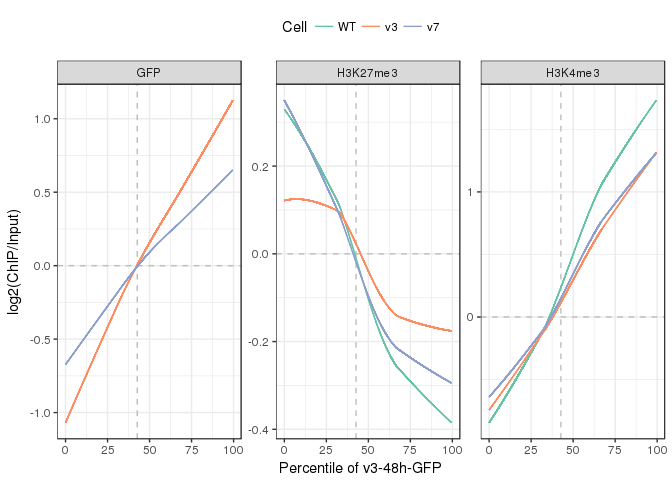 Cell WT v3 v7
GFP H3K27me3 H3K4me3
log2(ChIP/Input)
1.0
0.5
0.0
-0.5
-1.0
0.2
0.0
-0.2
-0.4
1
0
0 25 50 75 100 0 25 50 75 100 0 25 50 75 100
Percentile of v3-48h-GFP